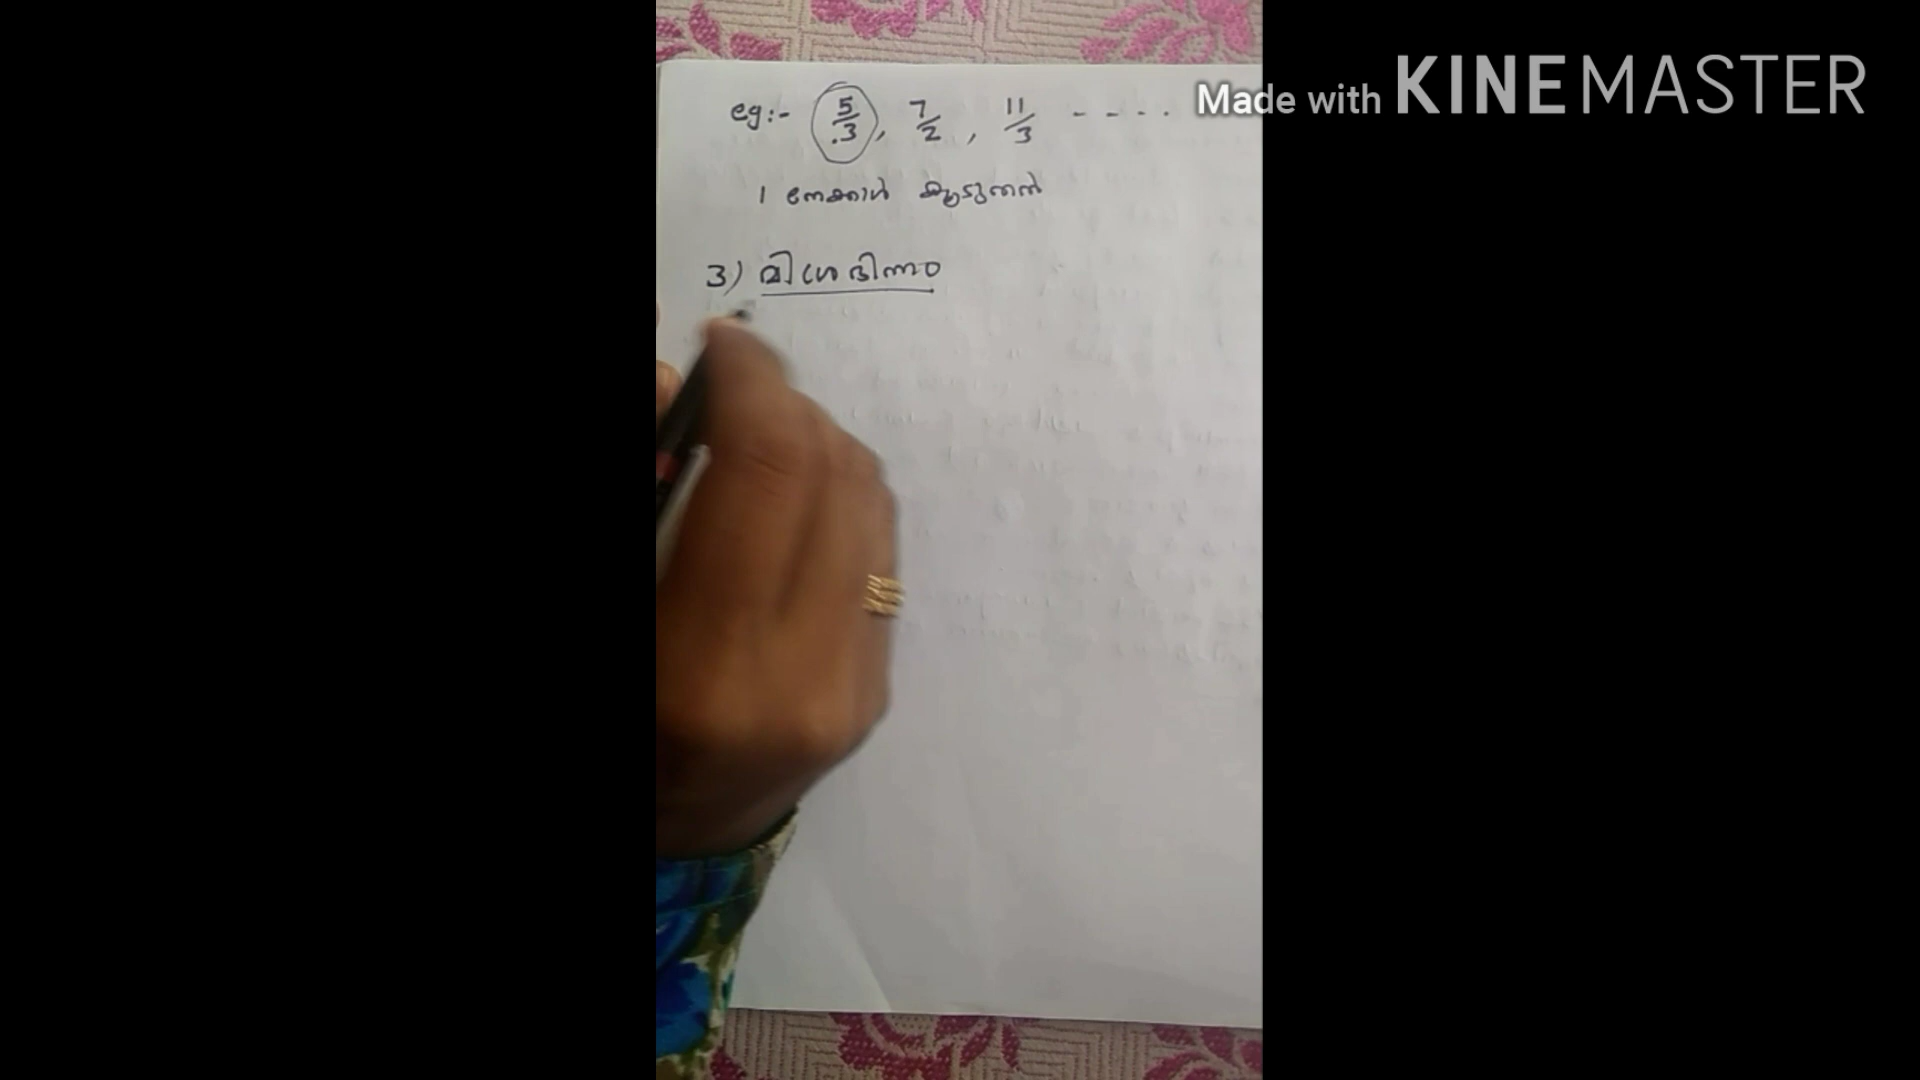 eg:- 5/3, 7/2, 11/3 - - - .
Made with KINEMASTER
1 നേക്കാൾ കൂടുതൽ
3) മിശ്രഭിന്നം